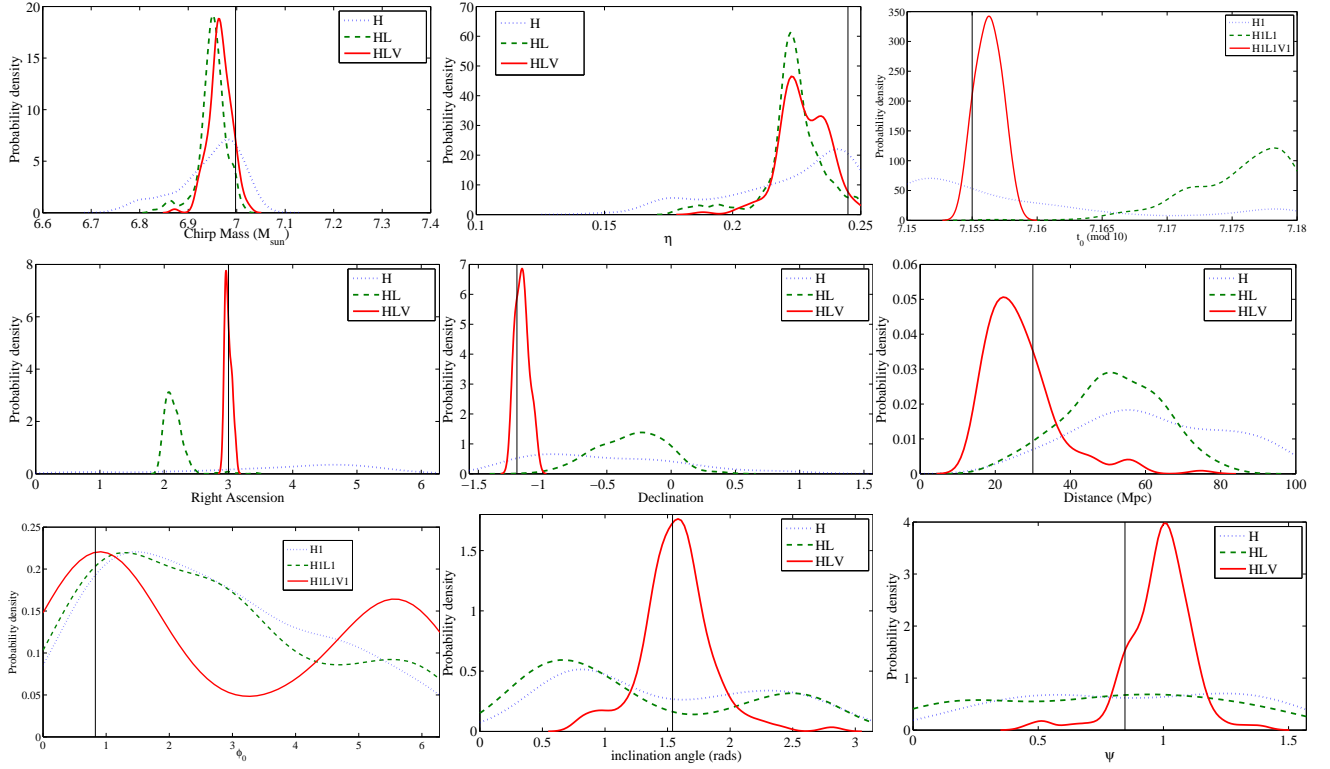 20
15
10
5
0
Probability density
6.6 6.7 6.8 6.9 7 7.1 7.2 7.3 7.4
Chirp Mass (M_sun)
H
HL
HLV
70
60
50
40
30
20
10
0
Probability density
0.1 0.15 0.2 0.25
η
H
HL
HLV
350
300
250
200
150
100
50
0
Probability density
7.15 7.155 7.16 7.165 7.17 7.175 7.18
t_0 (mod 10)
H1
H1L1
H1L1V1
8
6
4
2
0
Probability density
0 1 2 3 4 5 6
Right Ascension
H
HL
HLV
7
6
5
4
3
2
1
0
Probability density
−1.5 −1 −0.5 0 0.5 1 1.5
Declination
H
HL
HLV
0.06
0.05
0.04
0.03
0.02
0.01
0
Probability density
0 20 40 60 80 100
Distance (Mpc)
H
HL
HLV
0.25
0.2
0.15
0.1
0.05
0
Probability density
0 1 2 3 4 5 6
ϕ_0
H1
H1L1
H1L1V1
1.5
1
0.5
0
Probability density
0 0.5 1 1.5 2 2.5 3
inclination angle (rads)
H
HL
HLV
4
3
2
1
0
Probability density
0 0.5 1 1.5
ψ
H
HL
HLV